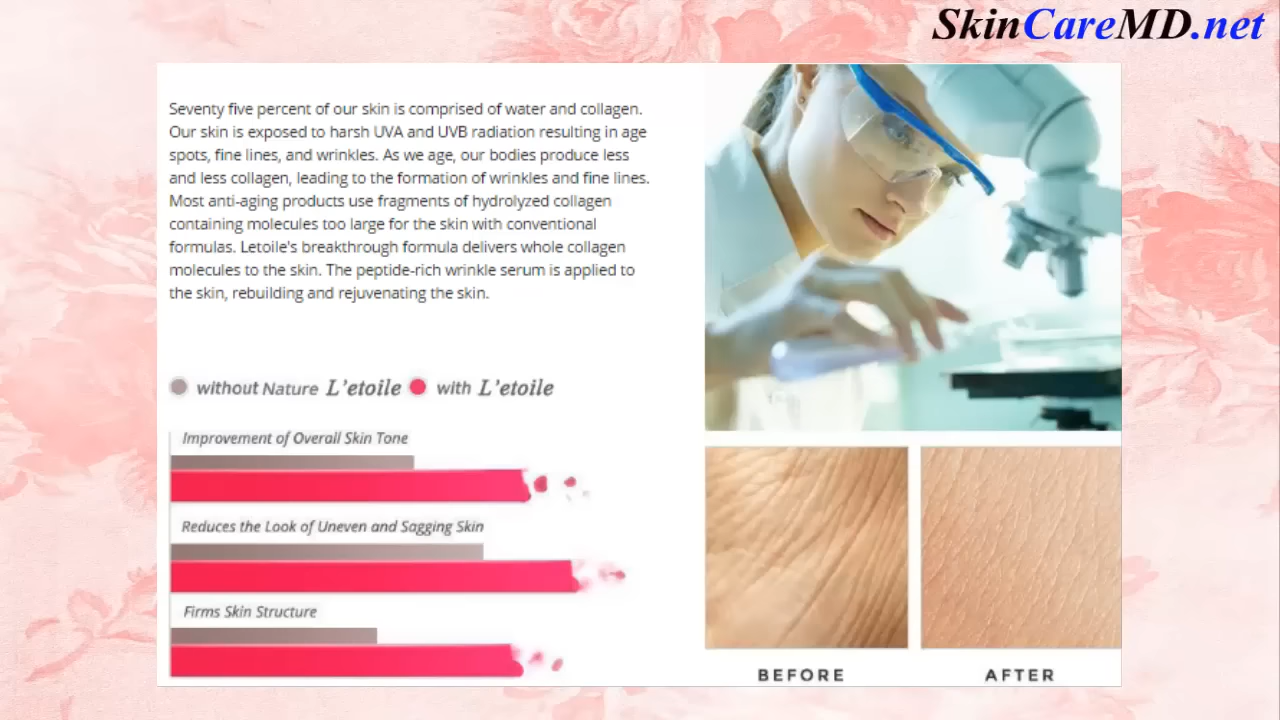 SkinCareMD.net
Seventy five percent of our skin is comprised of water and collagen.
Our skin is exposed to harsh UVA and UVB radiation resulting in age
spots, fine lines, and wrinkles. As we age, our bodies produce less
and less collagen, leading to the formation of wrinkles and fine lines.
Most anti-aging products use fragments of hydrolyzed collagen
containing molecules too large for the skin with conventional
formulas. Letoile's breakthrough formula delivers whole collagen
molecules to the skin. The peptide-rich wrinkle serum is applied to
the skin, rebuilding and rejuvenating the skin.
without Nature L'etoile with L'etoile
Improvement of Overall Skin Tone
Reduces the Look of Uneven and Sagging Skin
Firms Skin Structure
BEFORE AFTER